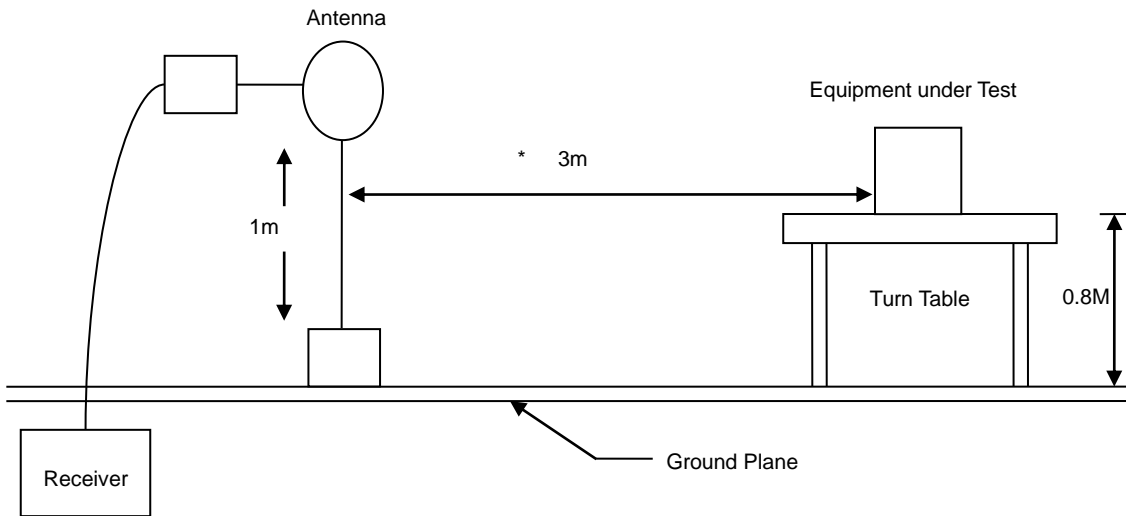 Antenna
Equipment under Test
* 3m
1m
Turn Table
0.8M
Ground Plane
Receiver